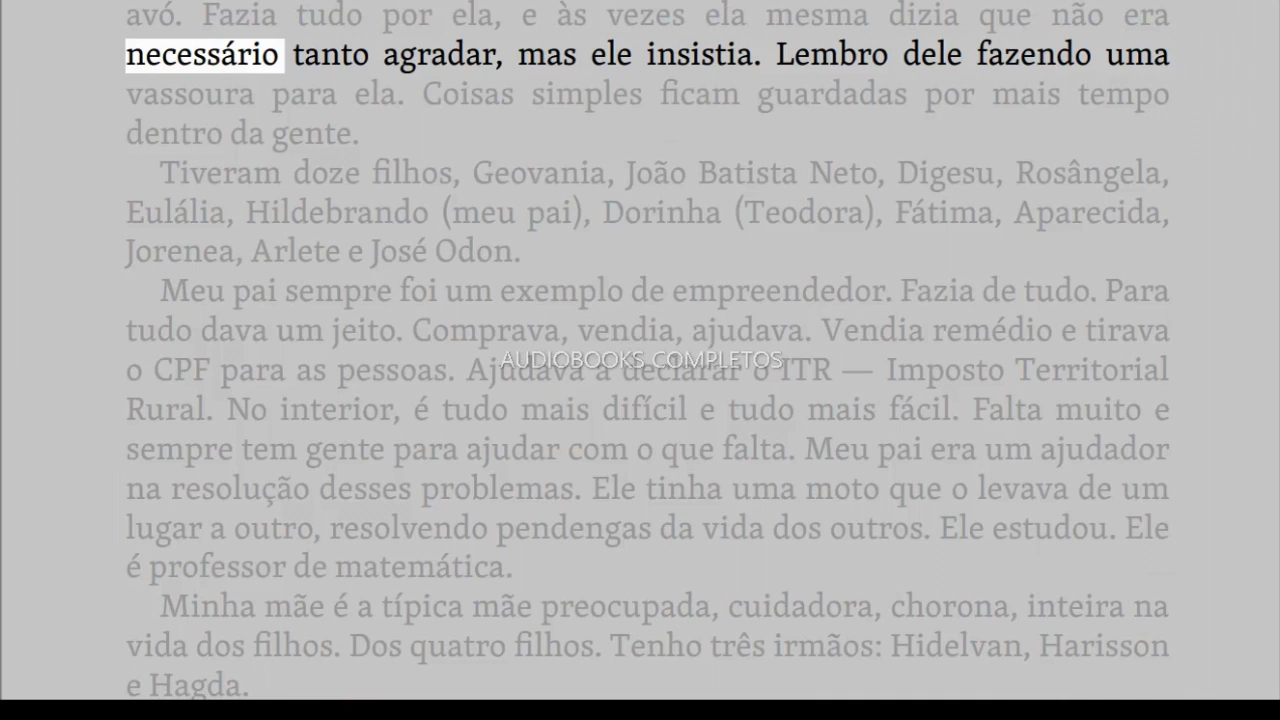 avó. Fazia tudo por ela, e às vezes ela mesma dizia que não era
necessário tanto agradar, mas ele insistia. Lembro dele fazendo uma
vassoura para ela. Coisas simples ficam guardadas por mais tempo
dentro da gente.
Tiveram doze filhos, Geovania, João Batista Neto, Digesu, Rosângela,
Eulália, Hildebrando (meu pai), Dorinha (Teodora), Fátima, Aparecida,
Jorenea, Arlete e José Odon.
Meu pai sempre foi um exemplo de empreendedor. Fazia de tudo. Para
tudo dava um jeito. Comprava, vendia, ajudava. Vendia remédio e tirava
AUDIOBOOKS COMPLETOS
o CPF para as pessoas. Ajudava a declarar o ITR — Imposto Territorial
Rural. No interior, é tudo mais difícil e tudo mais fácil. Falta muito e
sempre tem gente para ajudar com o que falta. Meu pai era um ajudador
na resolução desses problemas. Ele tinha uma moto que o levava de um
lugar a outro, resolvendo pendengas da vida dos outros. Ele estudou. Ele
é professor de matemática.
Minha mãe é a típica mãe preocupada, cuidadora, chorona, inteira na
vida dos filhos. Dos quatro filhos. Tenho três irmãos: Hidelvan, Harisson
e Hagda.